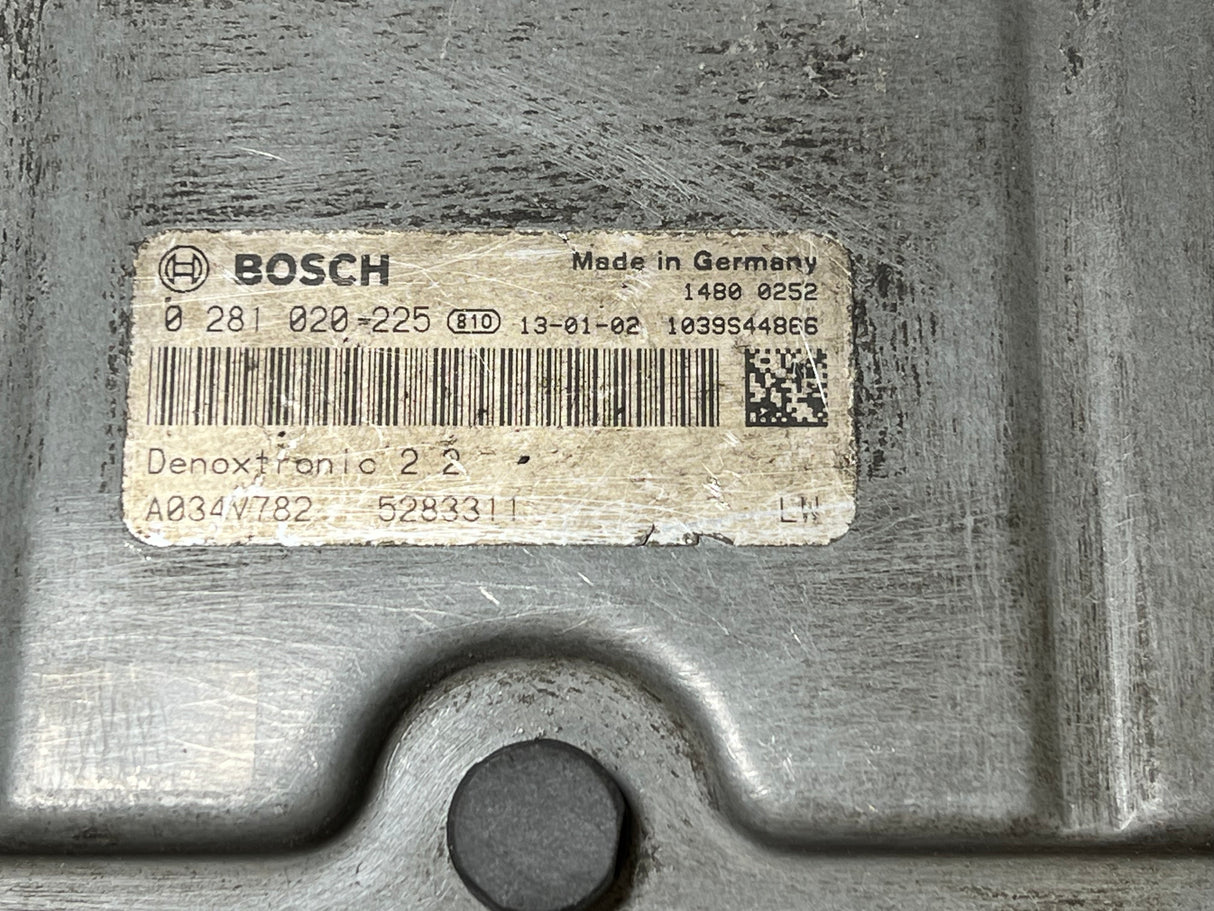 BOSCH
Made in Germany
1480 0252
0 281 020-225 810 13-01-02 1039S44866
Denoxtronic 2 2
A034V782 5283311 LW